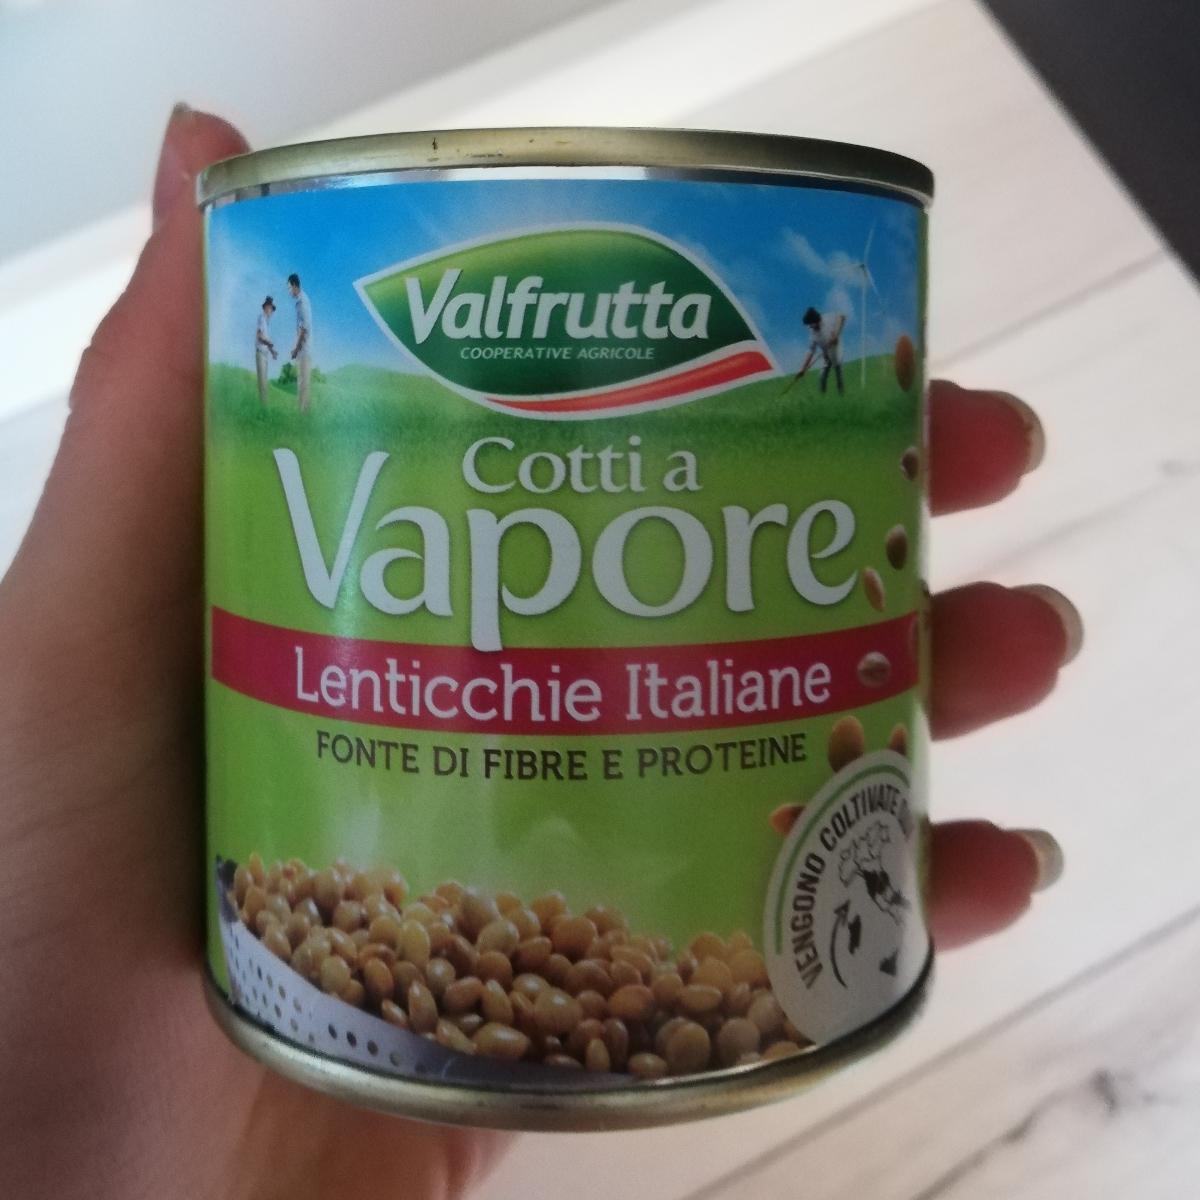 Valfrutta
COOPERATIVE AGRICOLE
Cotti a
Vapore
Lenticchie Italiane
FONTE DI FIBRE E PROTEINE
VENGONO COLTIVATE